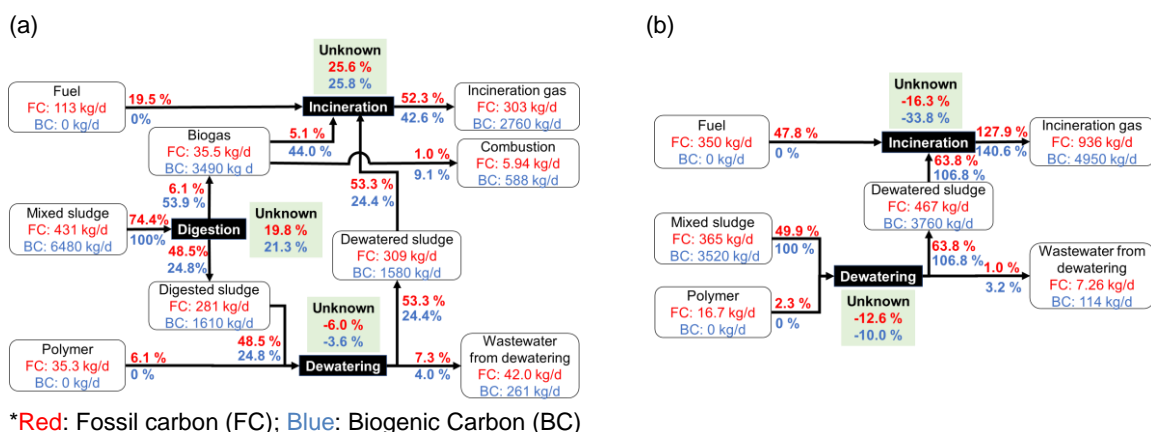 (a)
Unknown
25.6 %
25.8 %
Fuel
FC: 113 kg/d
BC: 0 kg/d
19.5 %
0%
Incineration
52.3 %
42.6 %
Incineration gas
FC: 303 kg/d
BC: 2760 kg/d
Biogas
FC: 35.5 kg/d
BC: 3490 kg d
5.1 %
44.0 %
1.0 %
9.1 %
Combustion
FC: 5.94 kg/d
BC: 588 kg/d
6.1 %
53.9 %
53.3 %
24.4 %
Mixed sludge
FC: 431 kg/d
BC: 6480 kg/d
74.4%
100%
Digestion
Unknown
19.8 %
21.3 %
48.5%
24.8%
Dewatered sludge
FC: 309 kg/d
BC: 1580 kg/d
Digested sludge
FC: 281 kg/d
BC: 1610 kg/d
Unknown
-6.0 %
-3.6 %
53.3 %
24.4%
48.5 %
24.8 %
Polymer
FC: 35.3 kg/d
BC: 0 kg/d
6.1 %
0 %
Dewatering
7.3 %
4.0 %
Wastewater
from dewatering
FC: 42.0 kg/d
BC: 261 kg/d
*Red: Fossil carbon (FC); Blue: Biogenic Carbon (BC)
(b)
Unknown
-16.3 %
-33.8 %
Fuel
FC: 350 kg/d
BC: 0 kg/d
47.8 %
0 %
Incineration
127.9 %
140.6 %
Incineration gas
FC: 936 kg/d
BC: 4950 kg/d
63.8 %
106.8 %
Dewatered sludge
FC: 467 kg/d
BC: 3760 kg/d
Mixed sludge
FC: 365 kg/d
BC: 3520 kg/d
49.9 %
100 %
63.8 %
106.8 %
Polymer
FC: 16.7 kg/d
BC: 0 kg/d
2.3 %
0 %
Dewatering
1.0 %
3.2 %
Wastewater from
dewatering
FC: 7.26 kg/d
BC: 114 kg/d
Unknown
-12.6 %
-10.0 %